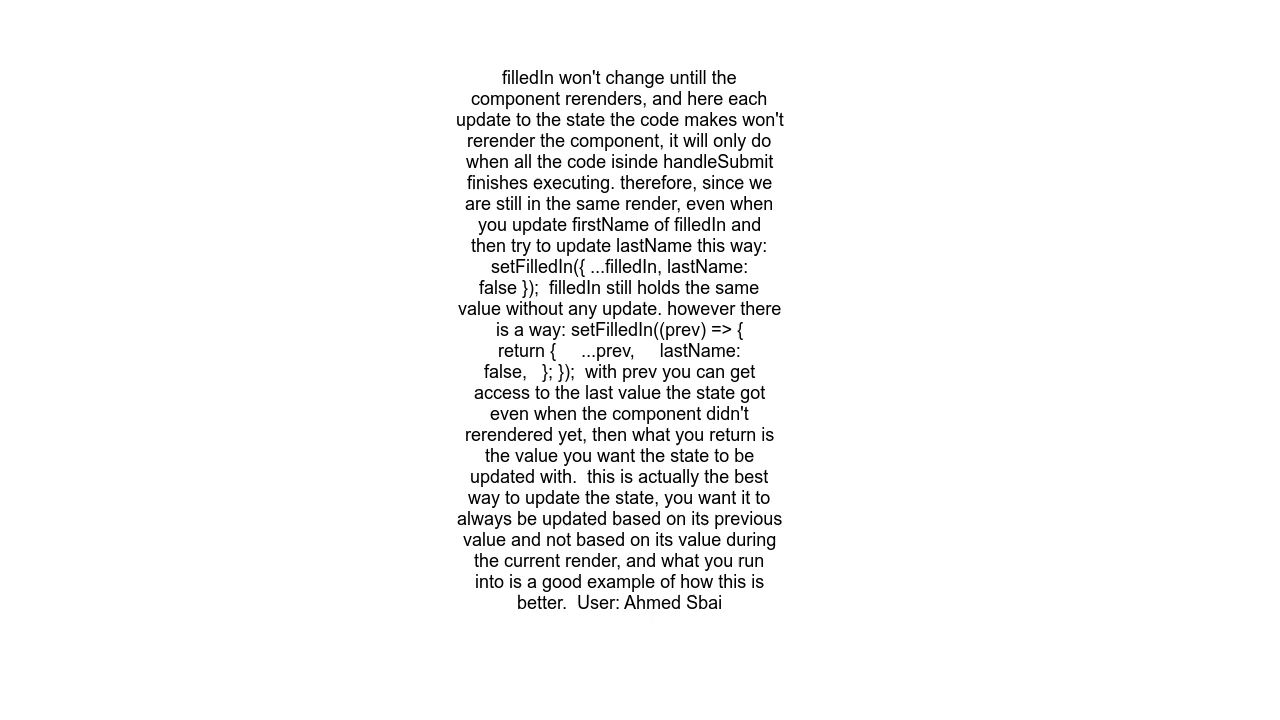 filledIn won't change untill the
component rerenders, and here each
update to the state the code makes won't
rerender the component, it will only do
when all the code isinde handleSubmit
finishes executing. therefore, since we
are still in the same render, even when
you update firstName of filledIn and
then try to update lastName this way:
setFilledIn({ ...filledIn, lastName:
false });  filledIn still holds the same
value without any update. however there
is a way: setFilledIn((prev) => {
return {     ...prev,     lastName:
false,   }; });  with prev you can get
access to the last value the state got
even when the component didn't
rerendered yet, then what you return is
the value you want the state to be
updated with.  this is actually the best
way to update the state, you want it to
always be updated based on its previous
value and not based on its value during
the current render, and what you run
into is a good example of how this is
better.  User: Ahmed Sbai